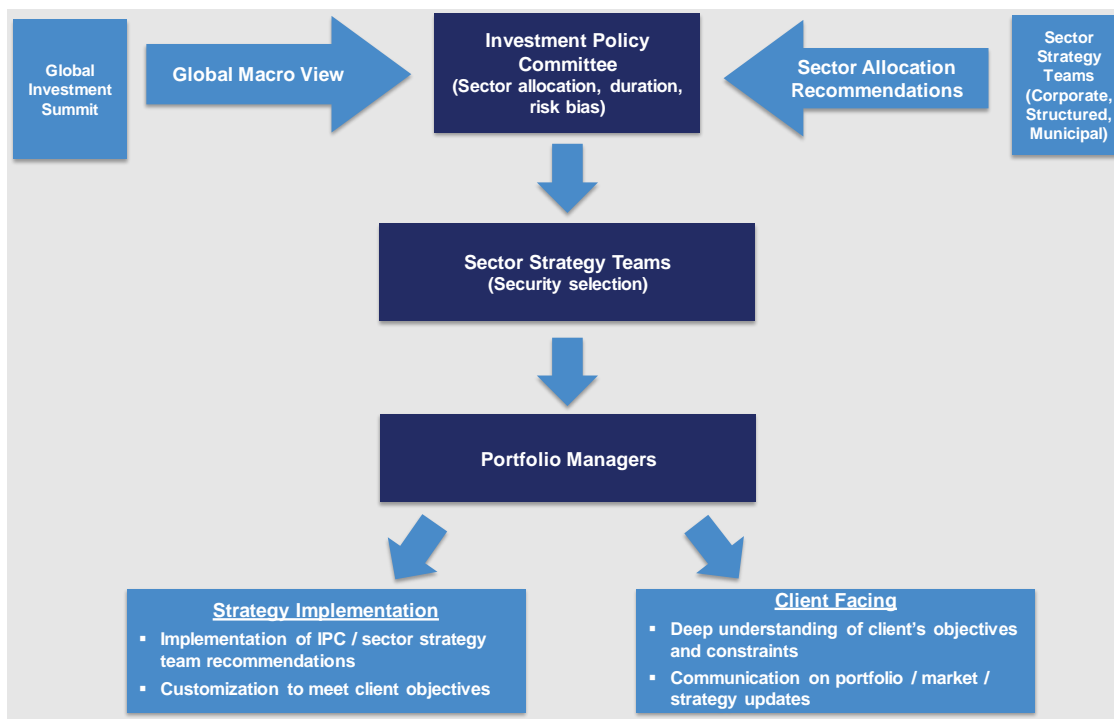 Global
Investment
Summit
Global Macro View
Investment Policy
Committee
(Sector allocation, duration,
risk bias)
Sector Allocation
Recommendations
Sector
Strategy
Teams
(Corporate,
Structured,
Municipal)
Sector Strategy Teams
(Security selection)
Portfolio Managers
Strategy Implementation
▪ Implementation of IPC / sector strategy
team recommendations
▪ Customization to meet client objectives
Client Facing
▪ Deep understanding of client's objectives
and constraints
▪ Communication on portfolio / market /
strategy updates